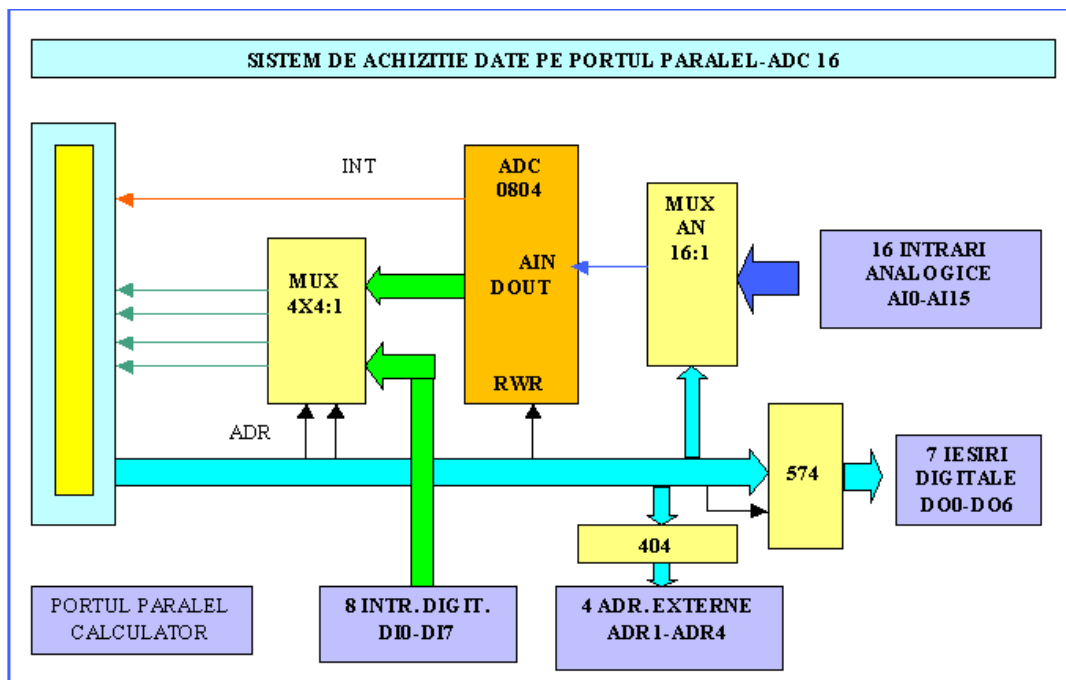 SISTEM DE ACHIZITIE DATE PE PORTUL PARALEL-ADC 16
INT
ADC
0804
AIN
DOUT
RWR
MUX
AN
16:1
16 INTRARI
ANALOGICE
AI0-AI15
MUX
4X4:1
ADR
574
7 IESIRI
DIGITALE
DO0-DO6
404
PORTUL PARALEL
CALCULATOR
8 INTR.DIGIT.
DI0-DI7
4 ADR.EXTERNE
ADR1-ADR4